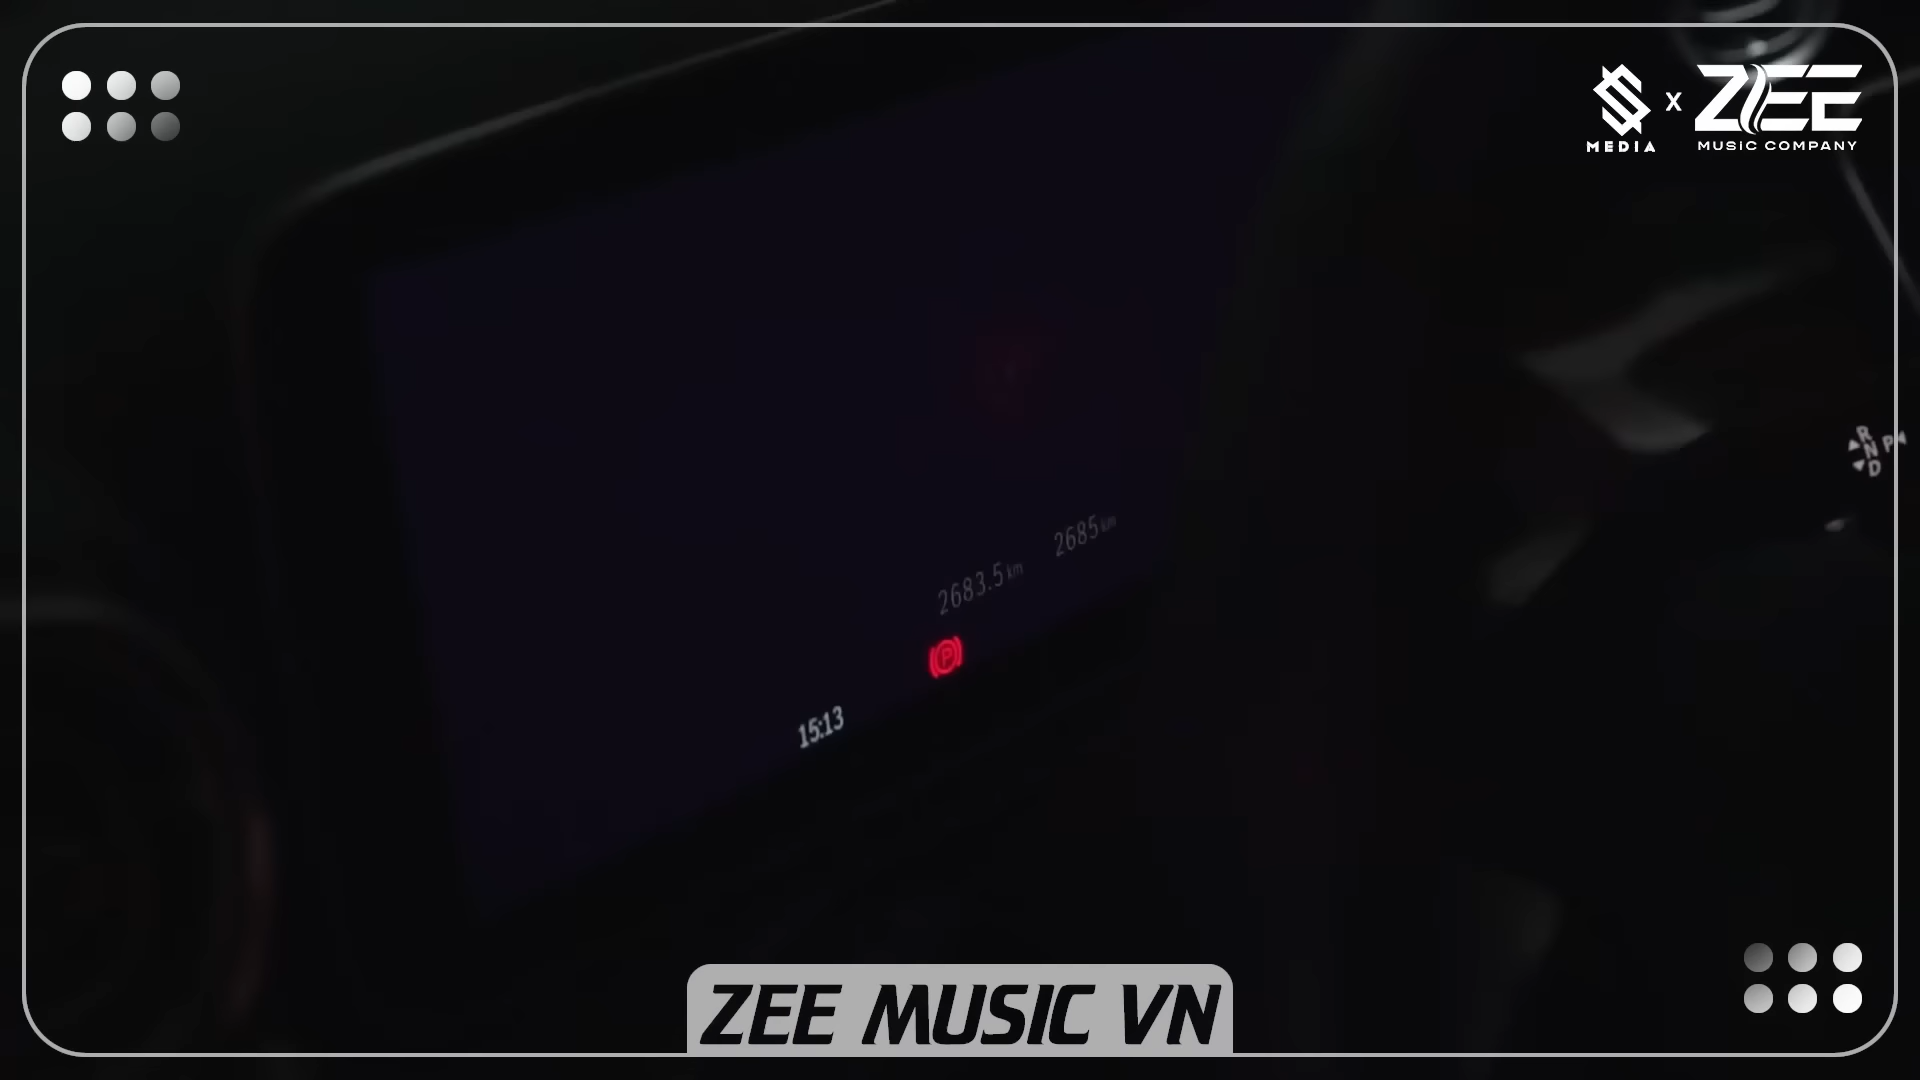 X
ZEE
MEDIA
MUSIC COMPANY
R
N P
D
2685 km
2683.5 km
P
15:13
ZEE MUSIC VN